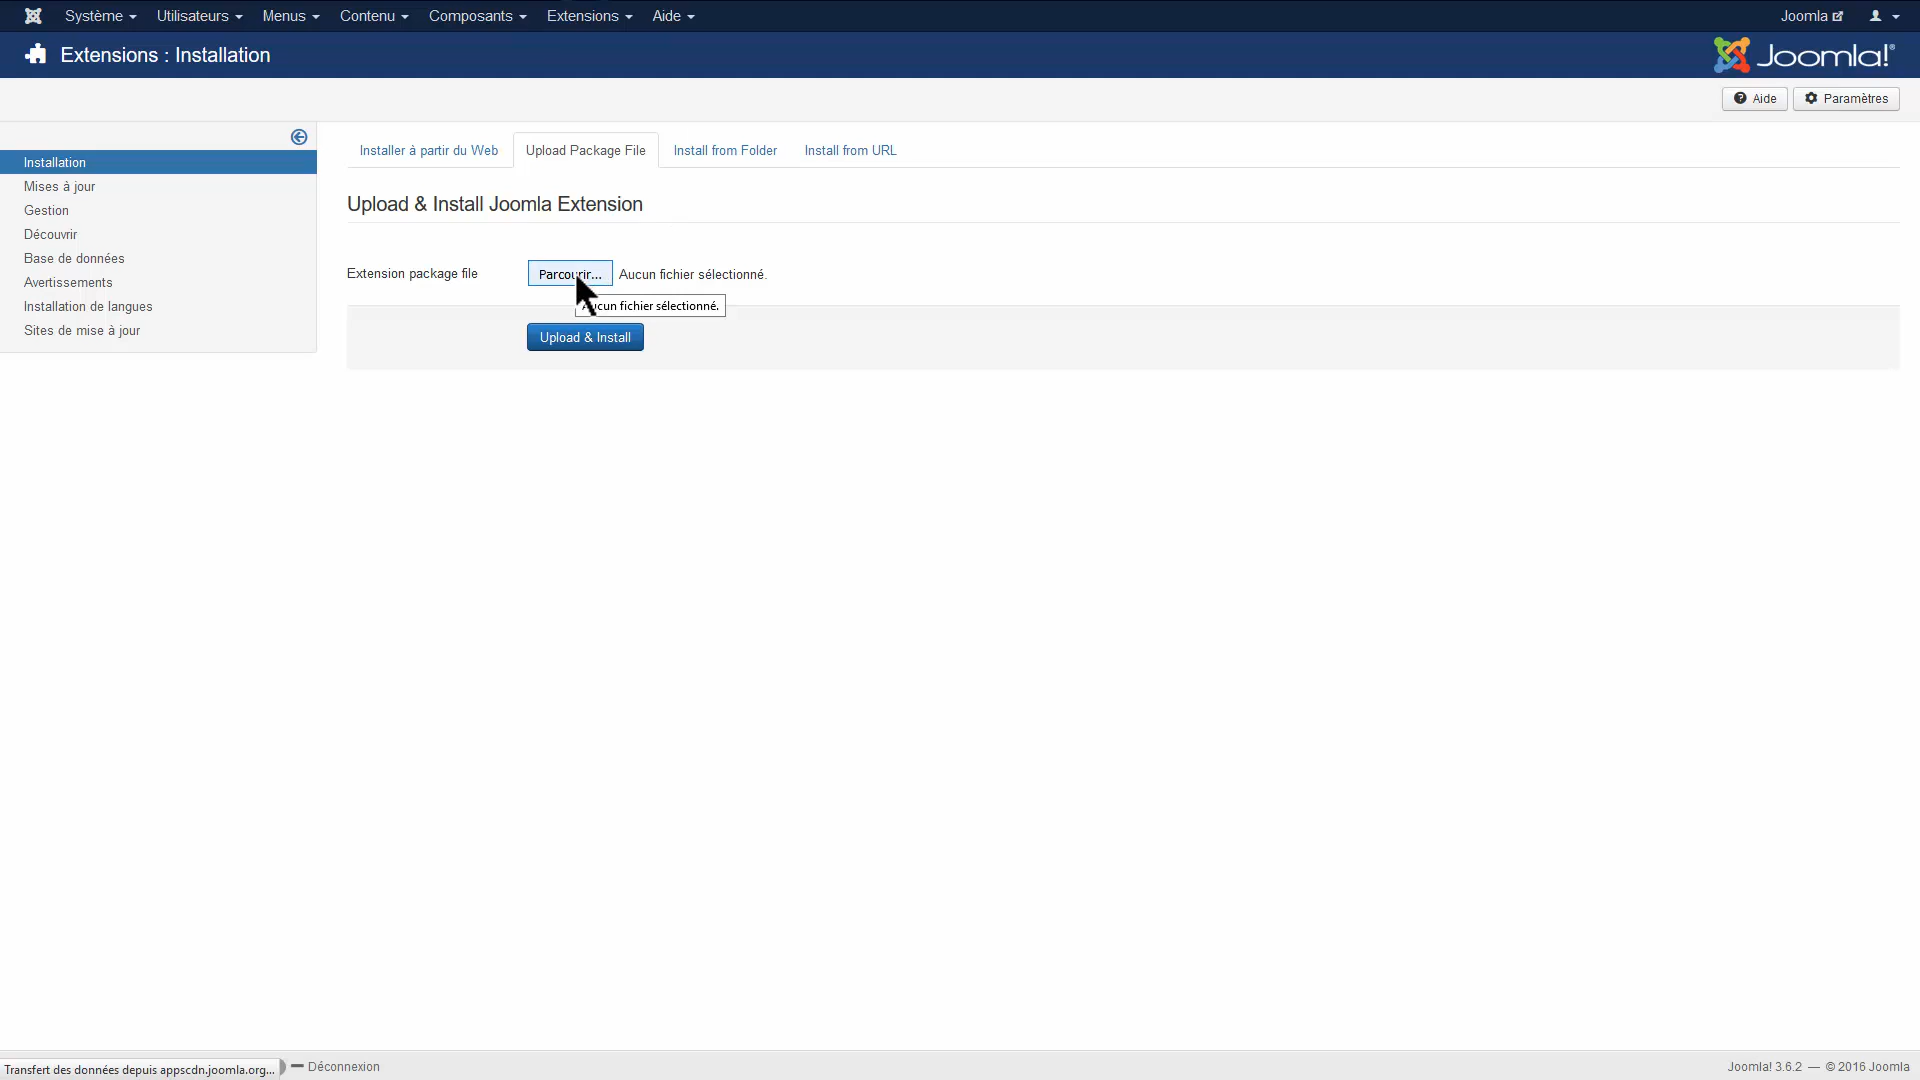 Système Utilisateurs Menus Contenu Composants Extensions Aide Joomla
Extensions : Installation Joomla!®
Aide Paramètres
Installation
Mises à jour
Gestion
Découvrir
Base de données
Avertissements
Installation de langues
Sites de mise à jour
Installer à partir du Web Upload Package File Install from Folder Install from URL
Upload & Install Joomla Extension
Extension package file Parcourir... Aucun fichier sélectionné.
Aucun fichier sélectionné.
Upload & Install
Transfert des données depuis appscdn.joomla.org... Déconnexion Joomla! 3.6.2 — © 2016 Joomla